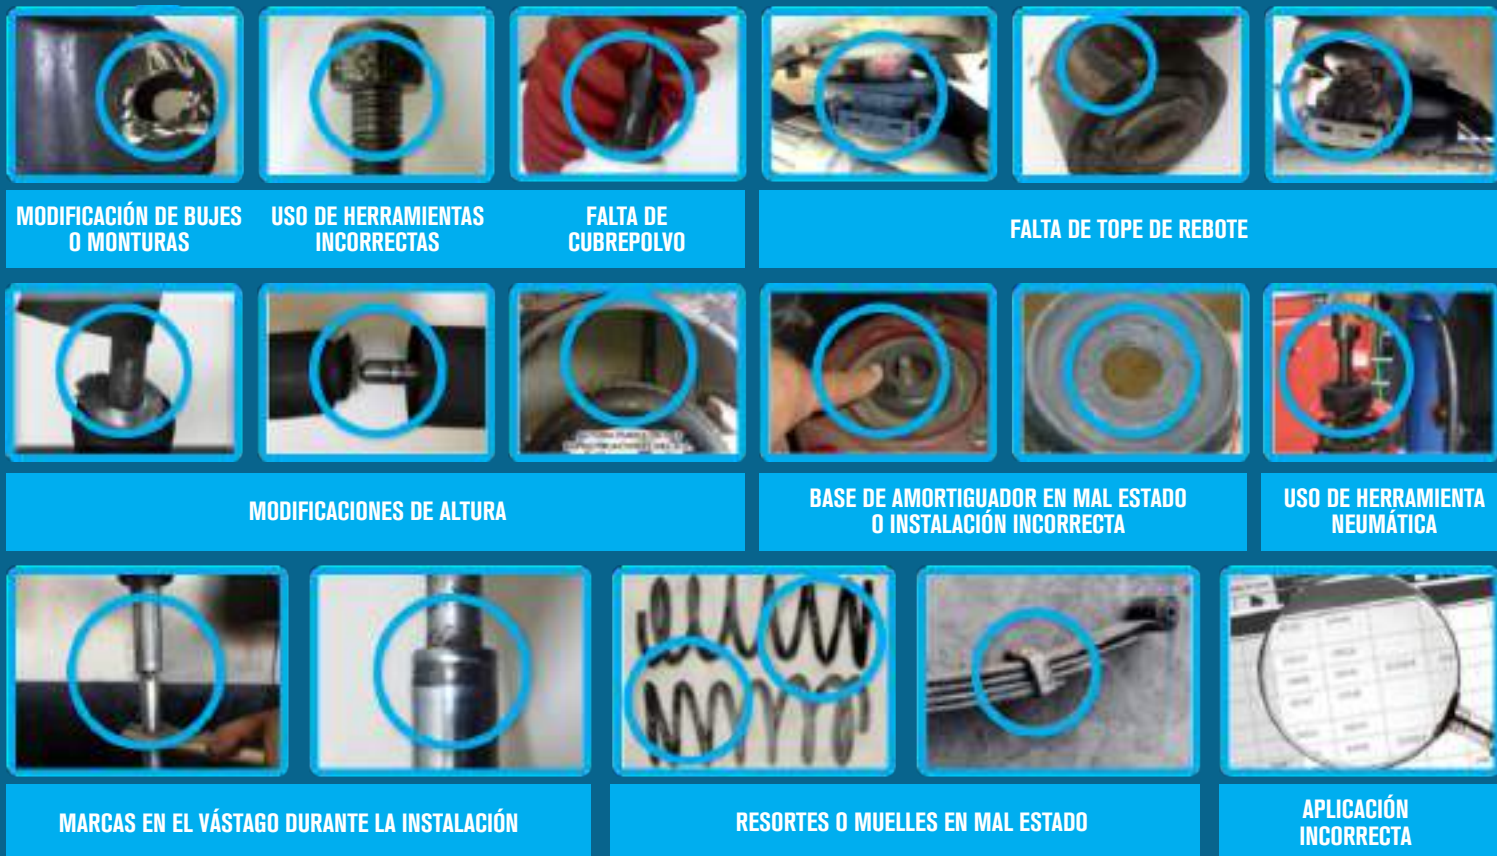 MODIFICACIÓN DE BUJES
O MONTURAS
USO DE HERRAMIENTAS
INCORRECTAS
FALTA DE
CUBREPOLVO
FALTA DE TOPE DE REBOTE
MODIFICACIONES DE ALTURA
BASE DE AMORTIGUADOR EN MAL ESTADO
O INSTALACIÓN INCORRECTA
USO DE HERRAMIENTA
NEUMÁTICA
MARCAS EN EL VÁSTAGO DURANTE LA INSTALACIÓN
RESORTES O MUELLES EN MAL ESTADO
APLICACIÓN
INCORRECTA